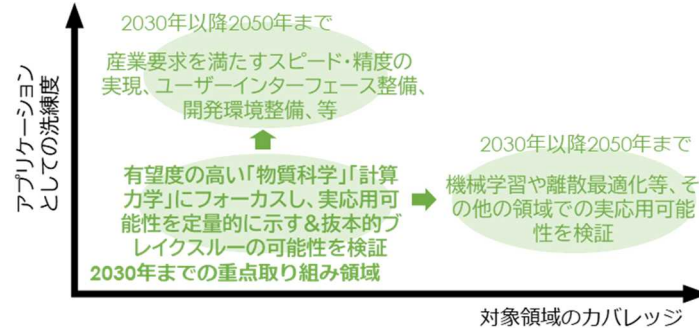 2030年以降2050年まで
産業要求を満たすスピード・精度の
実現、ユーザーインターフェース整備、
開発環境整備、等
アプリケーション
としての洗練度
2030年以降2050年まで
機械学習や離散最適化等、そ
の他の領域での実応用可能
性を検証
有望度の高い「物質科学」「計算
力学」にフォーカスし、実応用可
能性を定量的に示す&抜本的ブ
レイクスルーの可能性を検証
2030年までの重点取り組み領域
対象領域のカバレッジ